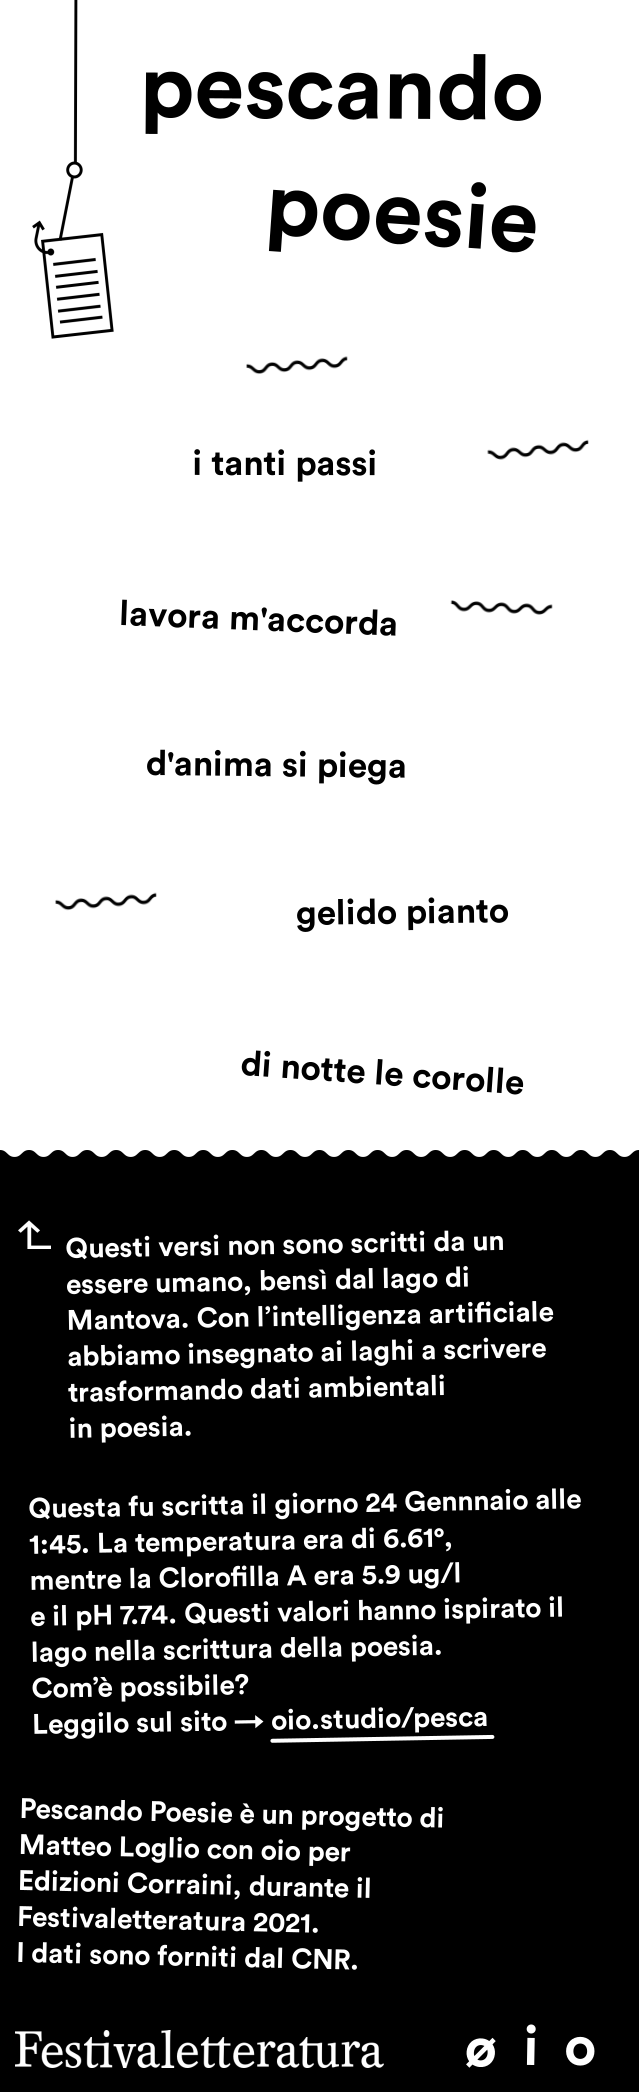 pescando
poesie
i tanti passi
lavora m'accorda
d'anima si piega
gelido pianto
di notte le corolle
Questi versi non sono scritti da un
essere umano, bensì dal lago di
Mantova. Con l’intelligenza artificiale
abbiamo insegnato ai laghi a scrivere
trasformando dati ambientali
in poesia.
Questa fu scritta il giorno 24 Gennnaio alle
1:45. La temperatura era di 6.61°,
mentre la Clorofilla A era 5.9 ug/l
e il pH 7.74. Questi valori hanno ispirato il
lago nella scrittura della poesia.
Com’è possibile?
Leggilo sul sito → oio.studio/pesca
Pescando Poesie è un progetto di
Matteo Loglio con oio per
Edizioni Corraini, durante il
Festivaletteratura 2021.
I dati sono forniti dal CNR.
Festivaletteratura ø i o